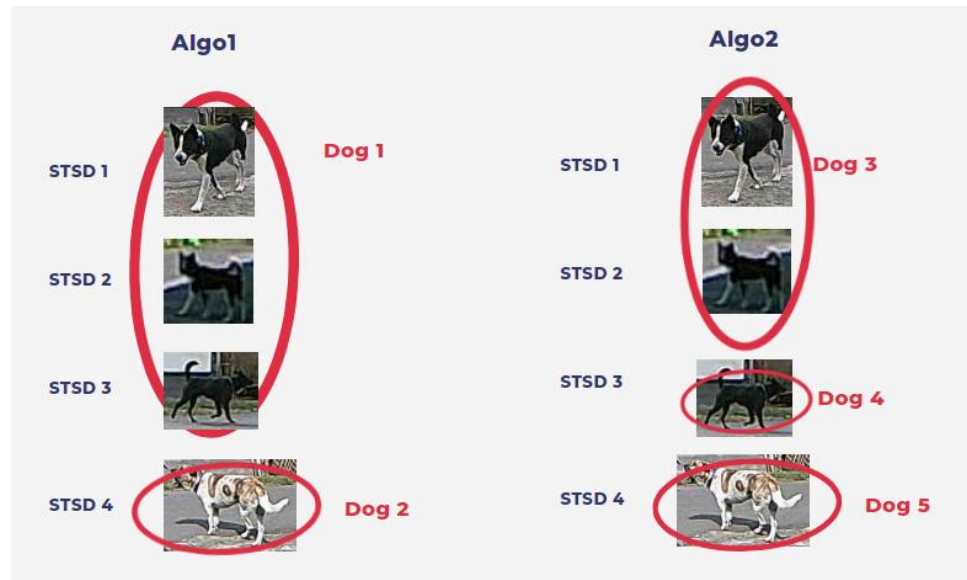 Algo1
Dog 1
STSD 1
STSD 2
STSD 3
STSD 4
Dog 2
Algo2
STSD 1
Dog 3
STSD 2
STSD 3
Dog 4
STSD 4
Dog 5